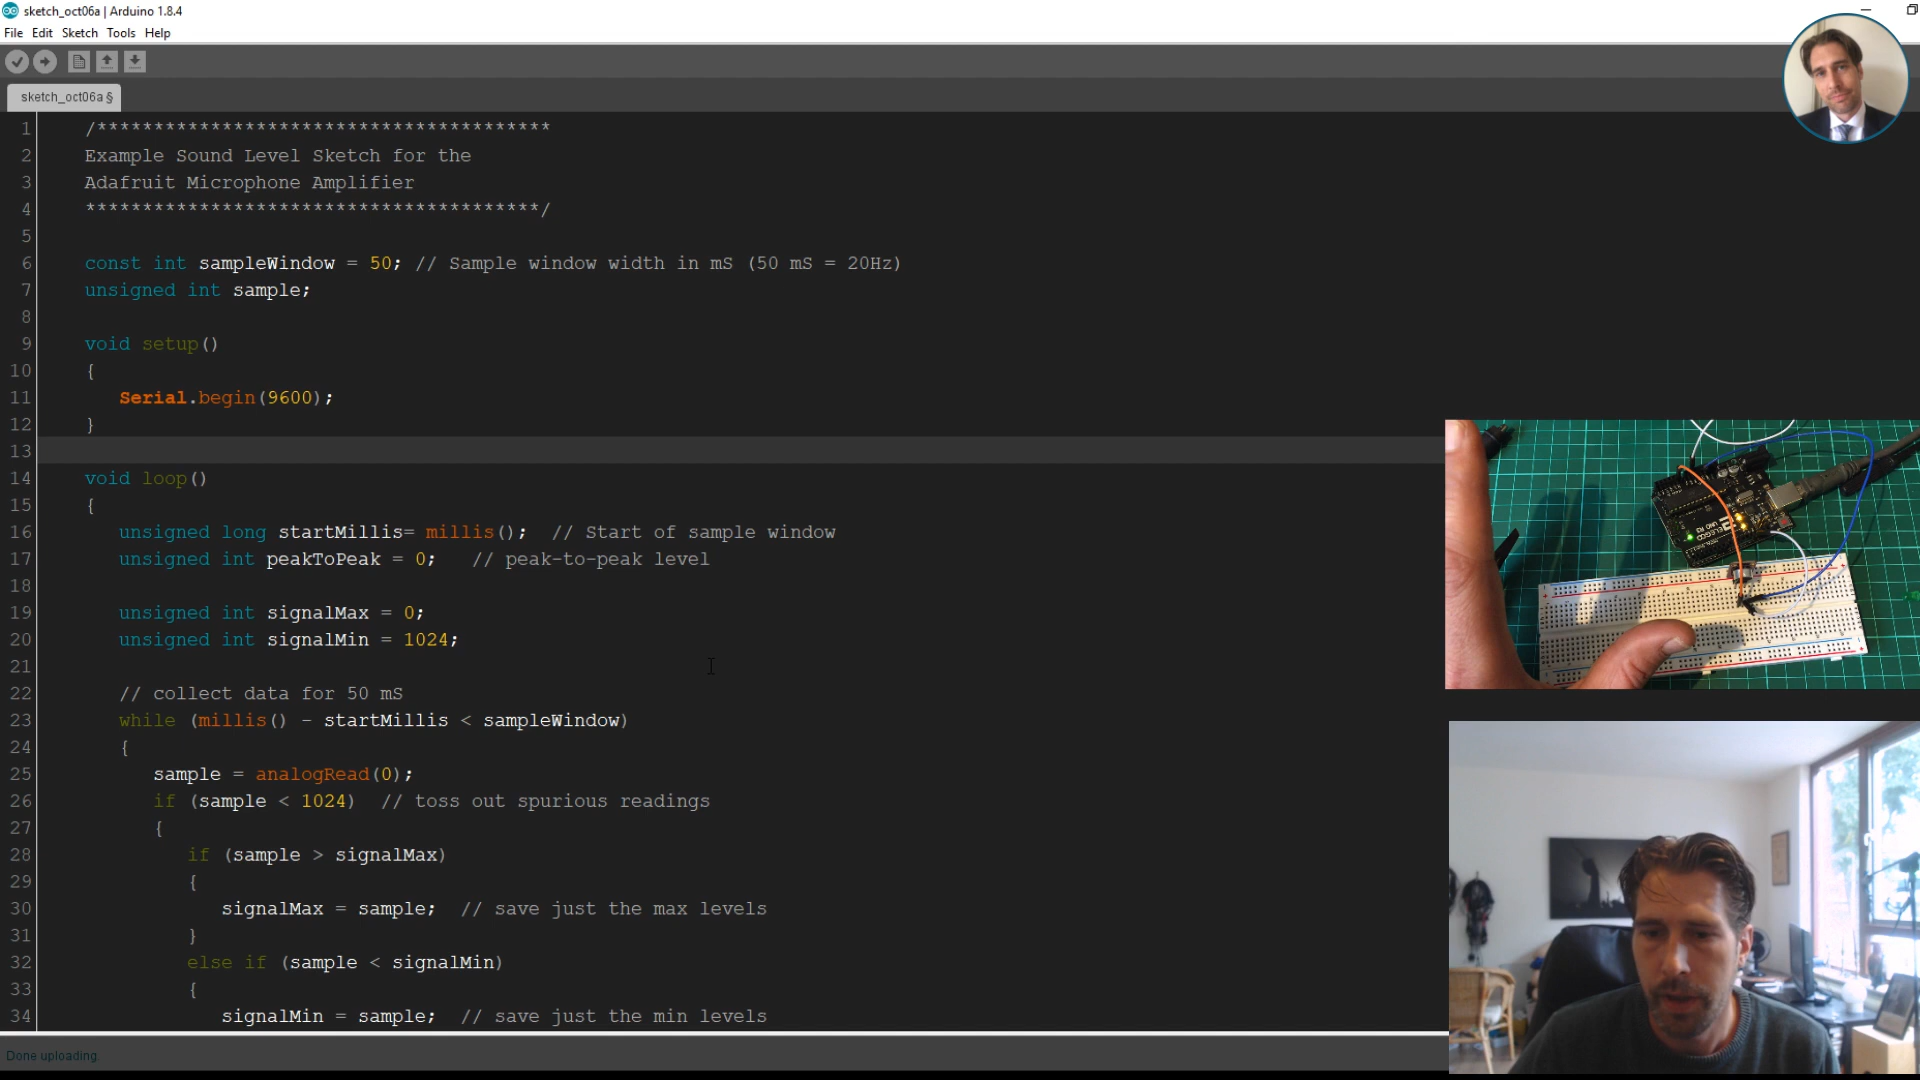 sketch_oct06a | Arduino 1.8.4
File Edit Sketch Tools Help
sketch_oct06a §
1 /****************************************
2 Example Sound Level Sketch for the
3 Adafruit Microphone Amplifier
4 ****************************************/
5
6 const int sampleWindow = 50; // Sample window width in mS (50 mS = 20Hz)
7 unsigned int sample;
8
9 void setup()
10 {
11 Serial.begin(9600);
12 }
13
14 void loop()
15 {
16 unsigned long startMillis= millis(); // Start of sample window
17 unsigned int peakToPeak = 0; // peak-to-peak level
18
19 unsigned int signalMax = 0;
20 unsigned int signalMin = 1024;
21
22 // collect data for 50 mS
23 while (millis() - startMillis < sampleWindow)
24 {
25 sample = analogRead(0);
26 if (sample < 1024) // toss out spurious readings
27 {
28 if (sample > signalMax)
29 {
30 signalMax = sample; // save just the max levels
31 }
32 else if (sample < signalMin)
33 {
34 signalMin = sample; // save just the min levels
Done uploading.
UNO R3